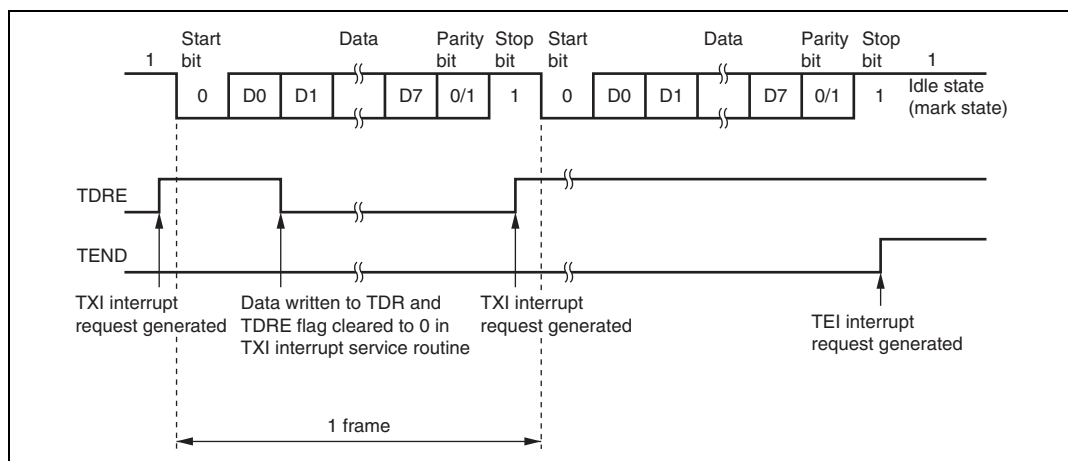 Start bit Data Parity bit Stop bit Start bit Data Parity bit Stop bit
1 1
0 D0 D1 D7 0/1 1 0 D0 D1 D7 0/1 1 Idle state (mark state)
TDRE
TEND
TXI interrupt
request generated
Data written to TDR and
TDRE flag cleared to 0 in
TXI interrupt service routine
TXI interrupt
request generated
TEI interrupt
request generated
1 frame